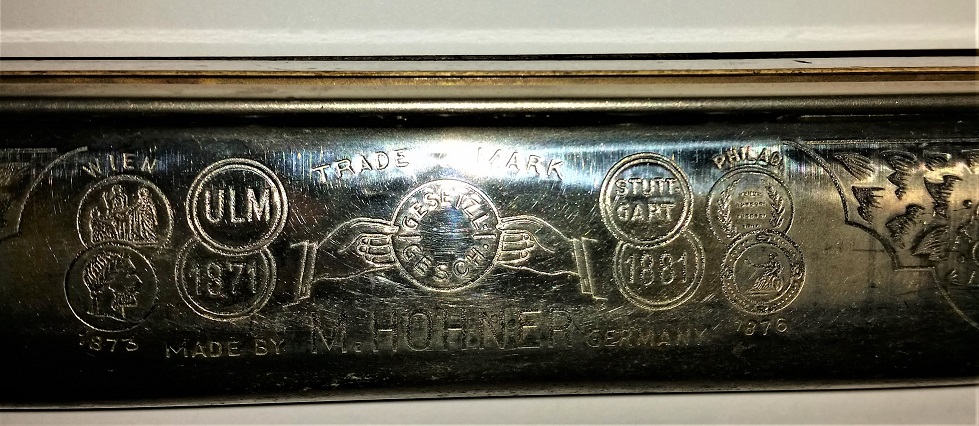 WIEN
1873
ULM
1871
TRADE MARK
GESETZL.
GESCH.
STUTT
GART
1881
PHILAD
1876
MADE BY M. HOHNER GERMANY